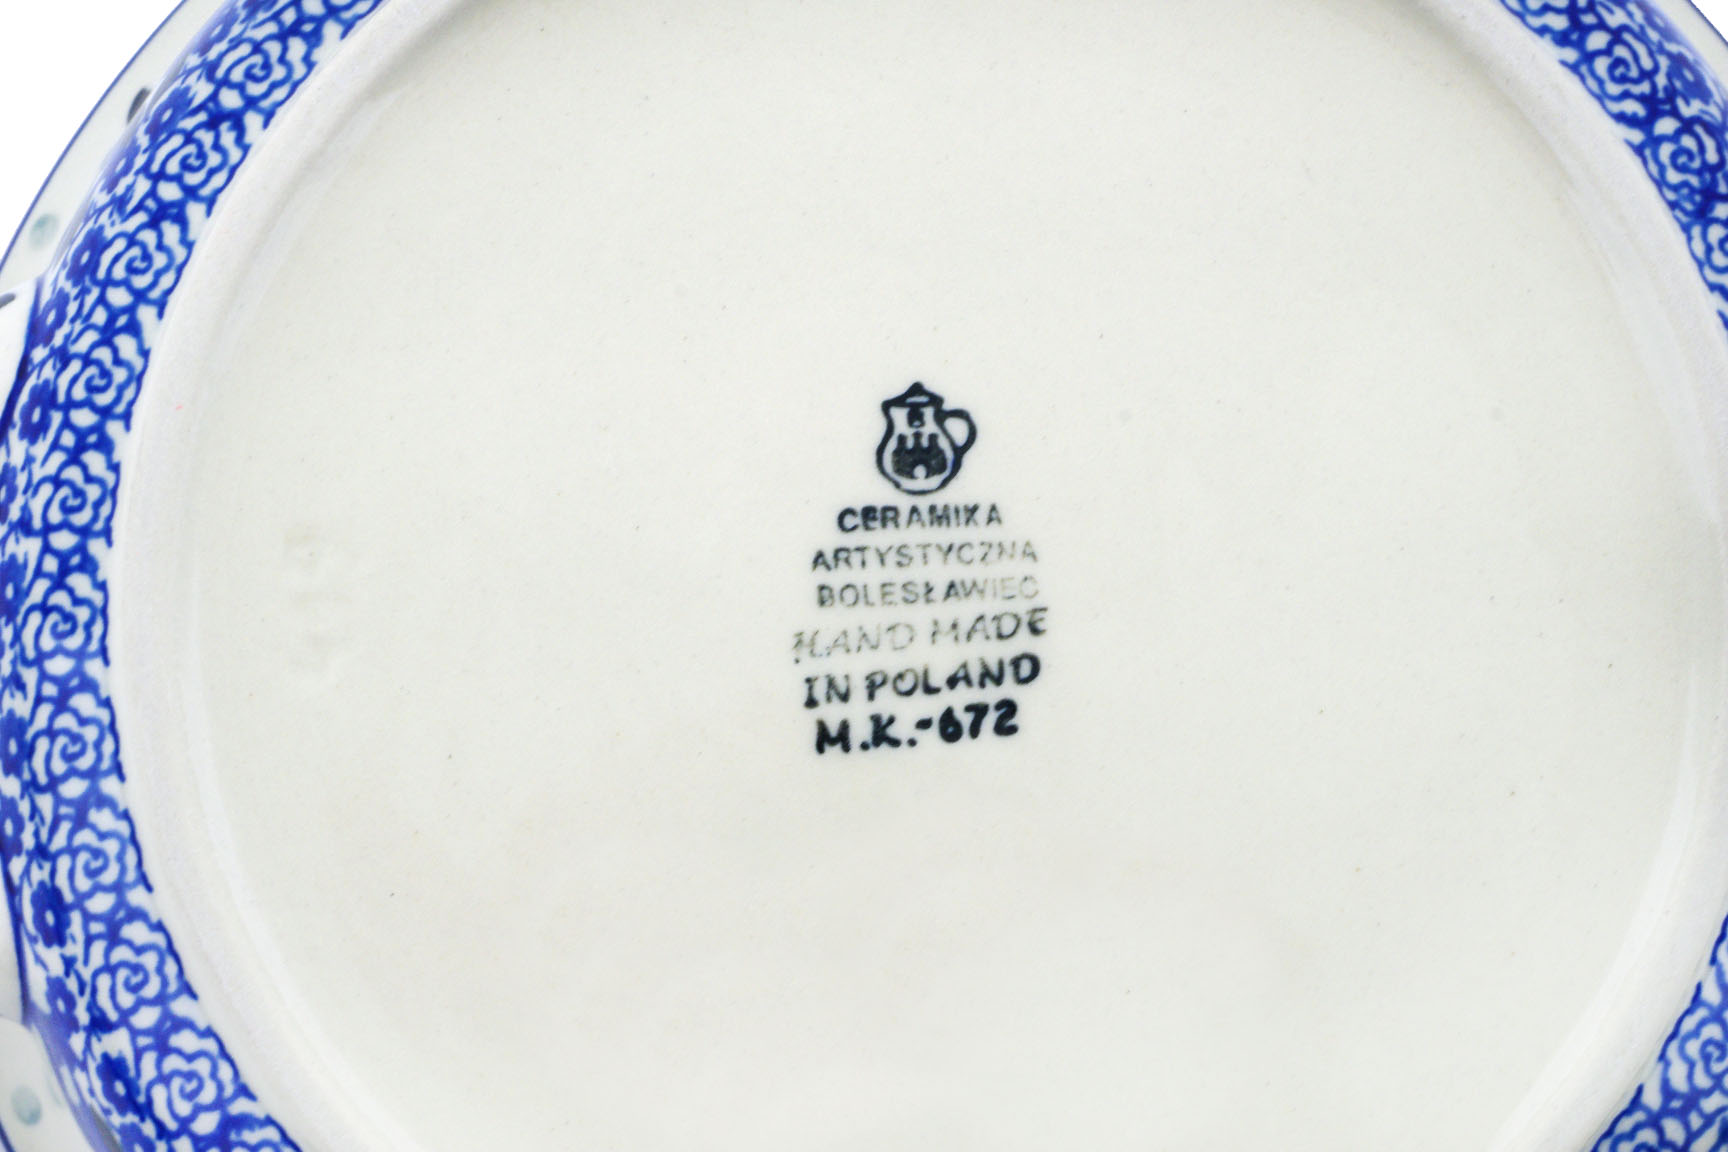 CERAMIKA
ARTYSTYCZNA
BOLESŁAWIEC
HAND MADE
IN POLAND
M.K.-672